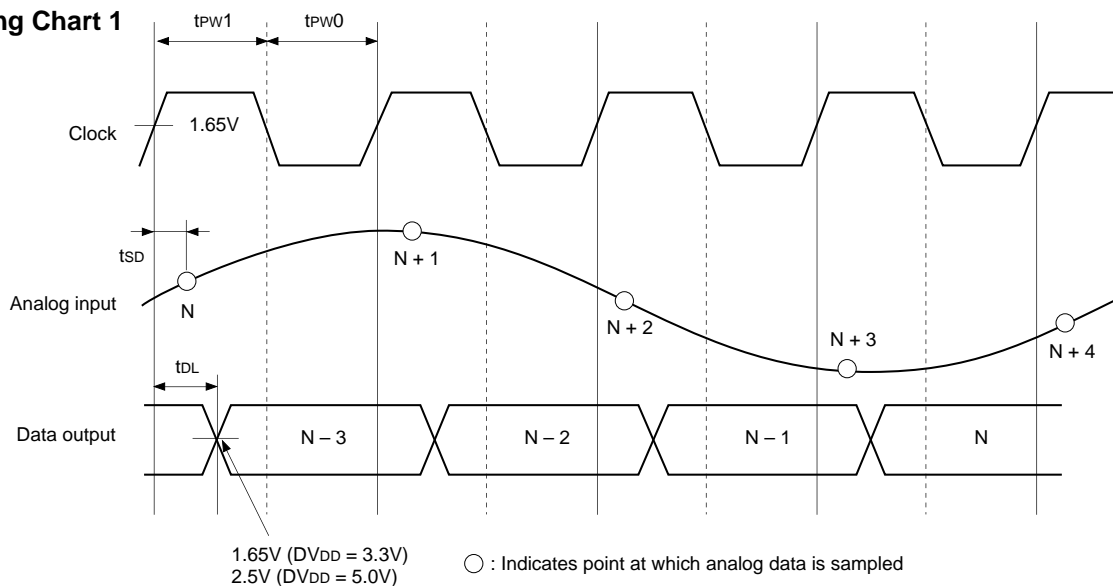 ng Chart 1
tPW1
tPW0
Clock
1.65V
tSD
N + 1
Analog input
N
N + 2
N + 3
N + 4
tDL
Data output
N – 3
N – 2
N – 1
N
1.65V (DVDD = 3.3V)
2.5V (DVDD = 5.0V)
: Indicates point at which analog data is sampled